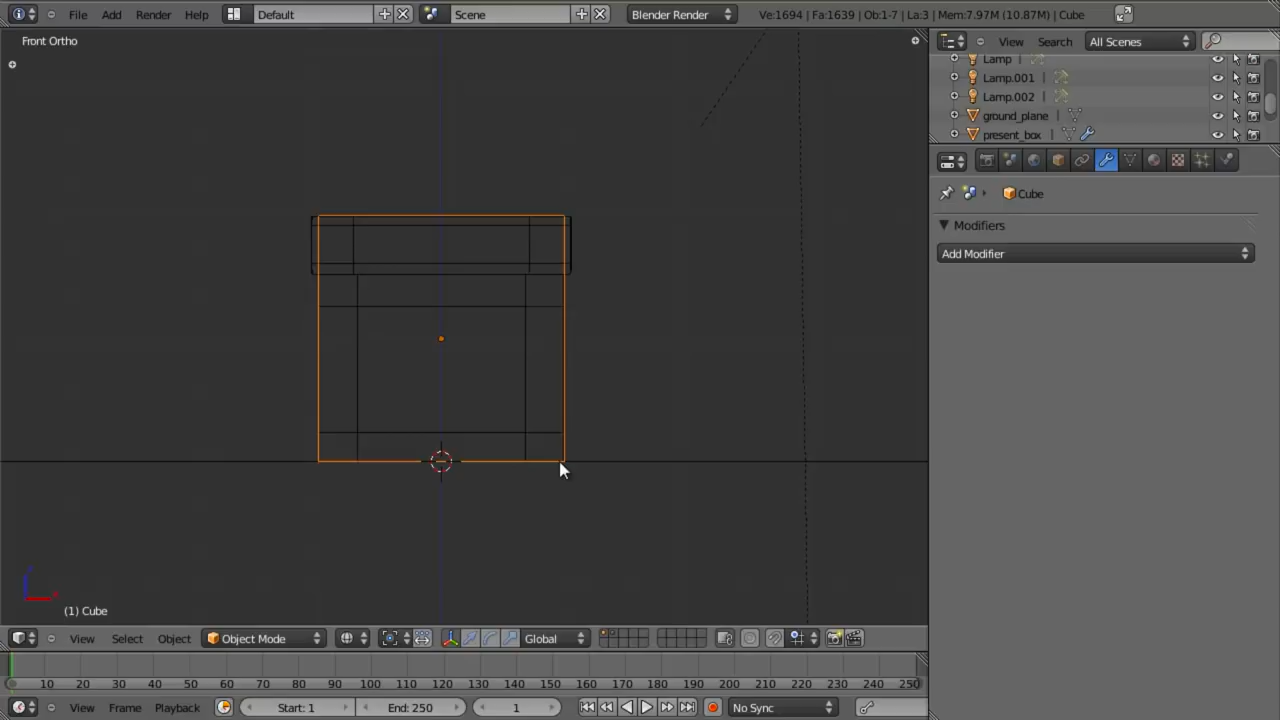 File Add Render Help Default Scene Blender Render Ve:1694 | Fa:1639 | Ob:1-7 | La:3 | Mem:7.97M (10.87M) | Cube
Front Ortho
View Search All Scenes
Lamp
Lamp.001
Lamp.002
ground_plane
present_box
Cube
Modifiers
Add Modifier
(1) Cube
View Select Object Object Mode Global
10 20 30 40 50 60 70 80 90 100 110 120 130 140 150 160 170 180 190 200 210 220 230 240 250
View Frame Playback Start: 1 End: 250 1 No Sync